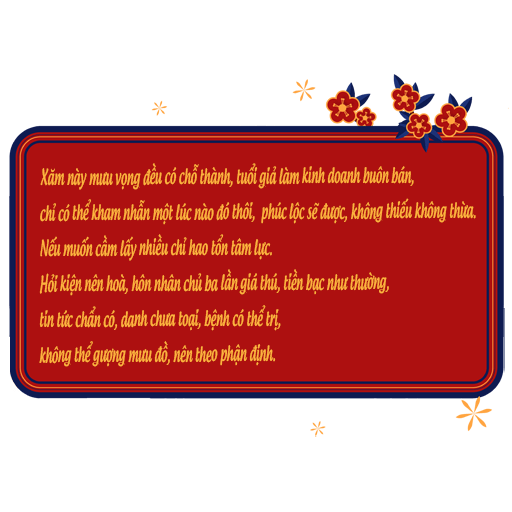 Xăm này mưu vọng đều có chỗ thành, tuổi giả làm kinh doanh buôn bán,
chỉ có thể kham nhẫn một lúc nào đó thôi, phúc lộc sẽ được, không thiếu không thừa.
Nếu muốn cầm lấy nhiều chỉ hao tổn tâm lực.
Hỏi kiện nên hoà, hôn nhân chủ ba lần giá thú, tiền bạc như thường,
tin tức chẩn có, danh chưa toại, bệnh có thể trị,
không thể gượng mưu đồ, nên theo phận định.